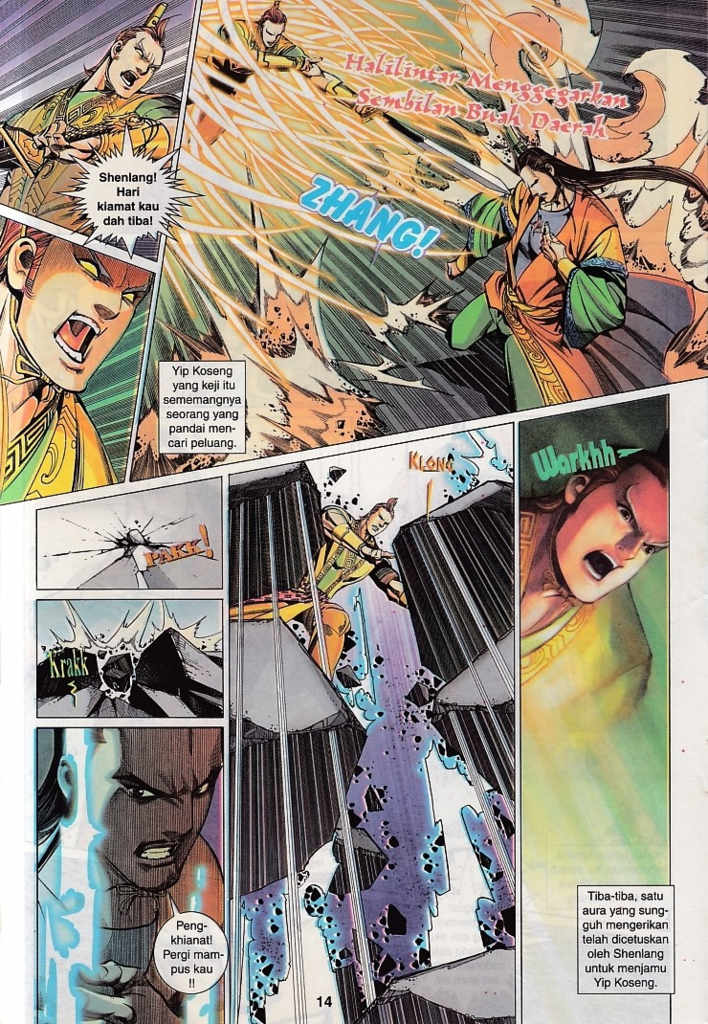 Halilintar Menggegarkan
Sembilan Buah Daerah
Shenlang!
Hari
kiamat kau
dah tiba!
ZHANG!
Yip Koseng
yang keji itu
sememangnya
seorang yang
pandai men-
cari peluang.
PAKK!
Krakk
Klong
Warkhh
Peng-
khianat!
Pergi mam-
pus kau
!!
Tiba-tiba, satu
aura yang sung-
guh mengerikan
telah dicetuskan
oleh Shenlang
untuk menjamu
Yip Koseng.
14